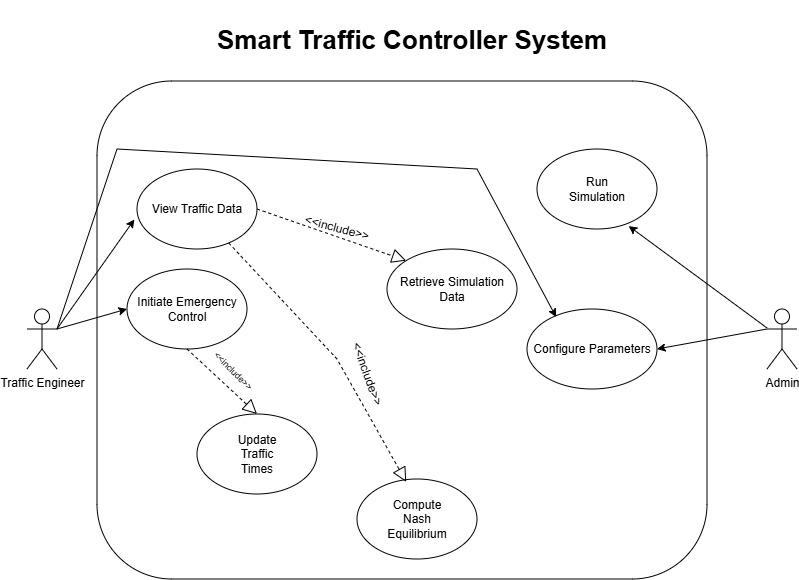 Smart Traffic Controller System
Run
Simulation
View Traffic Data
<<include>>
Retrieve Simulation
Data
Initiate Emergency
Control
Configure Parameters
Traffic Engineer
Admin
<<include>>
<<include>>
Update
Traffic
Times
Compute
Nash
Equilibrium